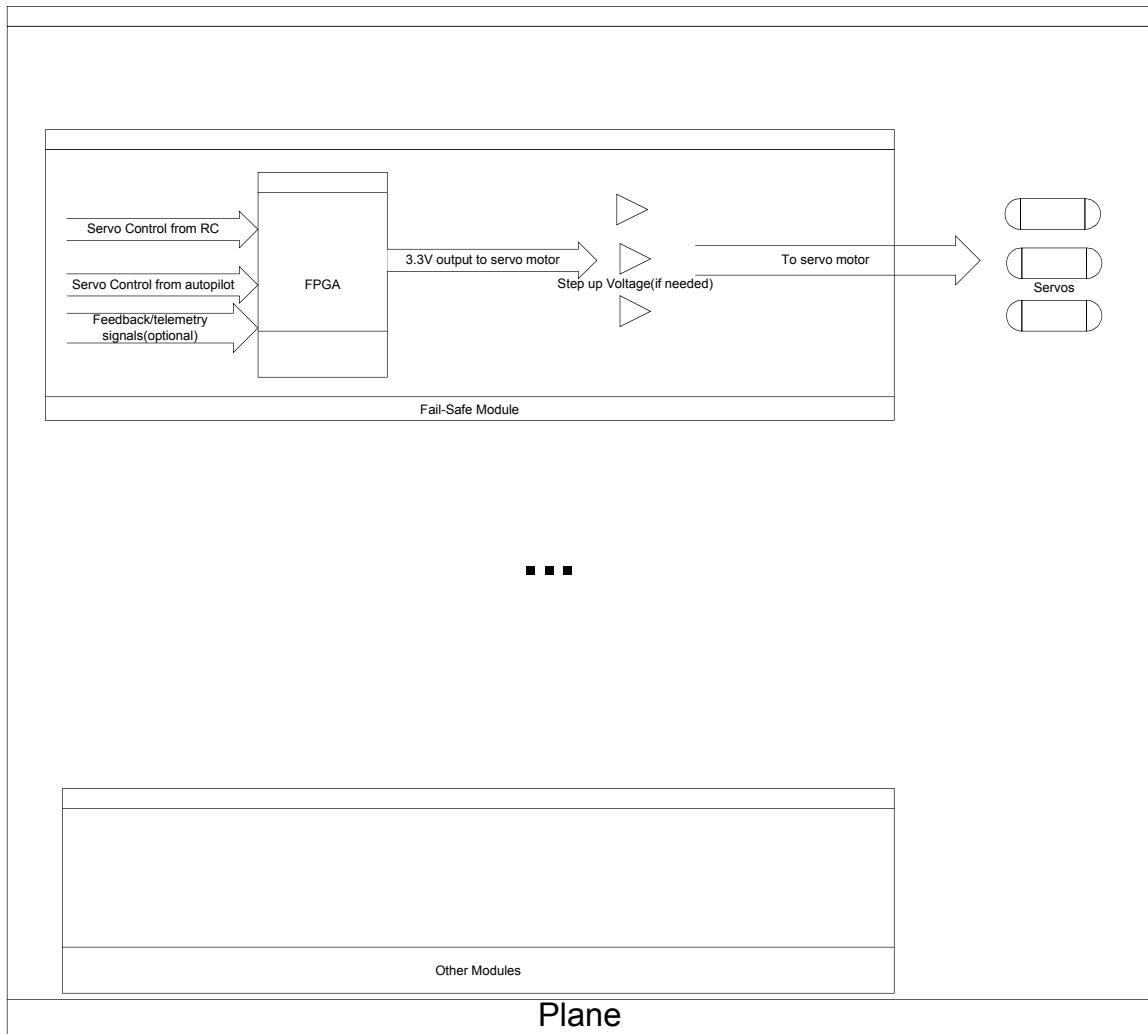 Servo Control from RC
Servo Control from autopilot
Feedback/telemetry
signals(optional)
FPGA
3.3V output to servo motor
Step up Voltage(if needed)
To servo motor
Servos
Fail-Safe Module
Other Modules
Plane